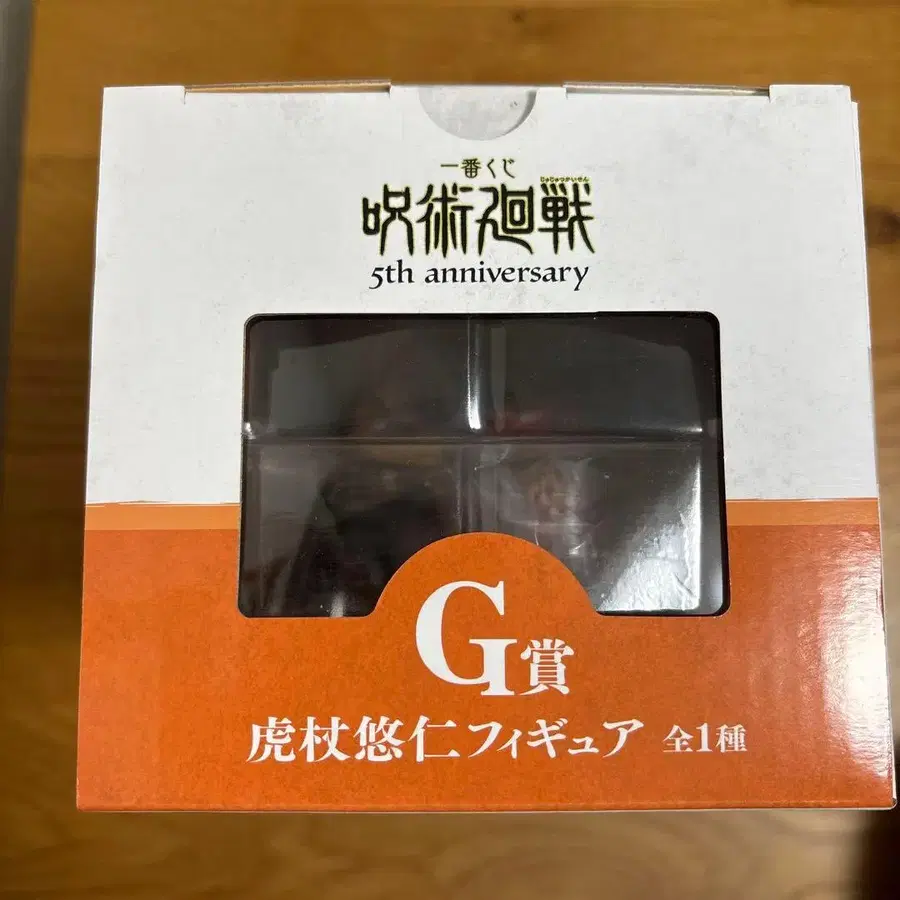 一番くじ
じゅじゅつかいせん
呪術廻戦
5th anniversary
G賞
虎杖悠仁フィギュア 全1種